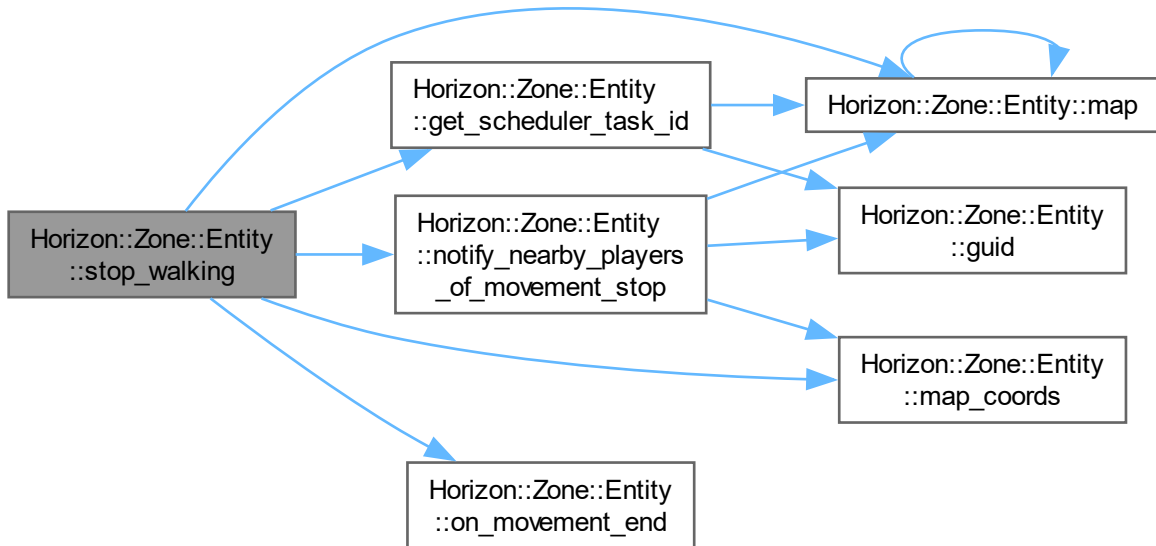 Horizon::Zone::Entity
::stop_walking
Horizon::Zone::Entity
::get_scheduler_task_id
Horizon::Zone::Entity::map
Horizon::Zone::Entity
::notify_nearby_players
_of_movement_stop
Horizon::Zone::Entity
::guid
Horizon::Zone::Entity
::map_coords
Horizon::Zone::Entity
::on_movement_end